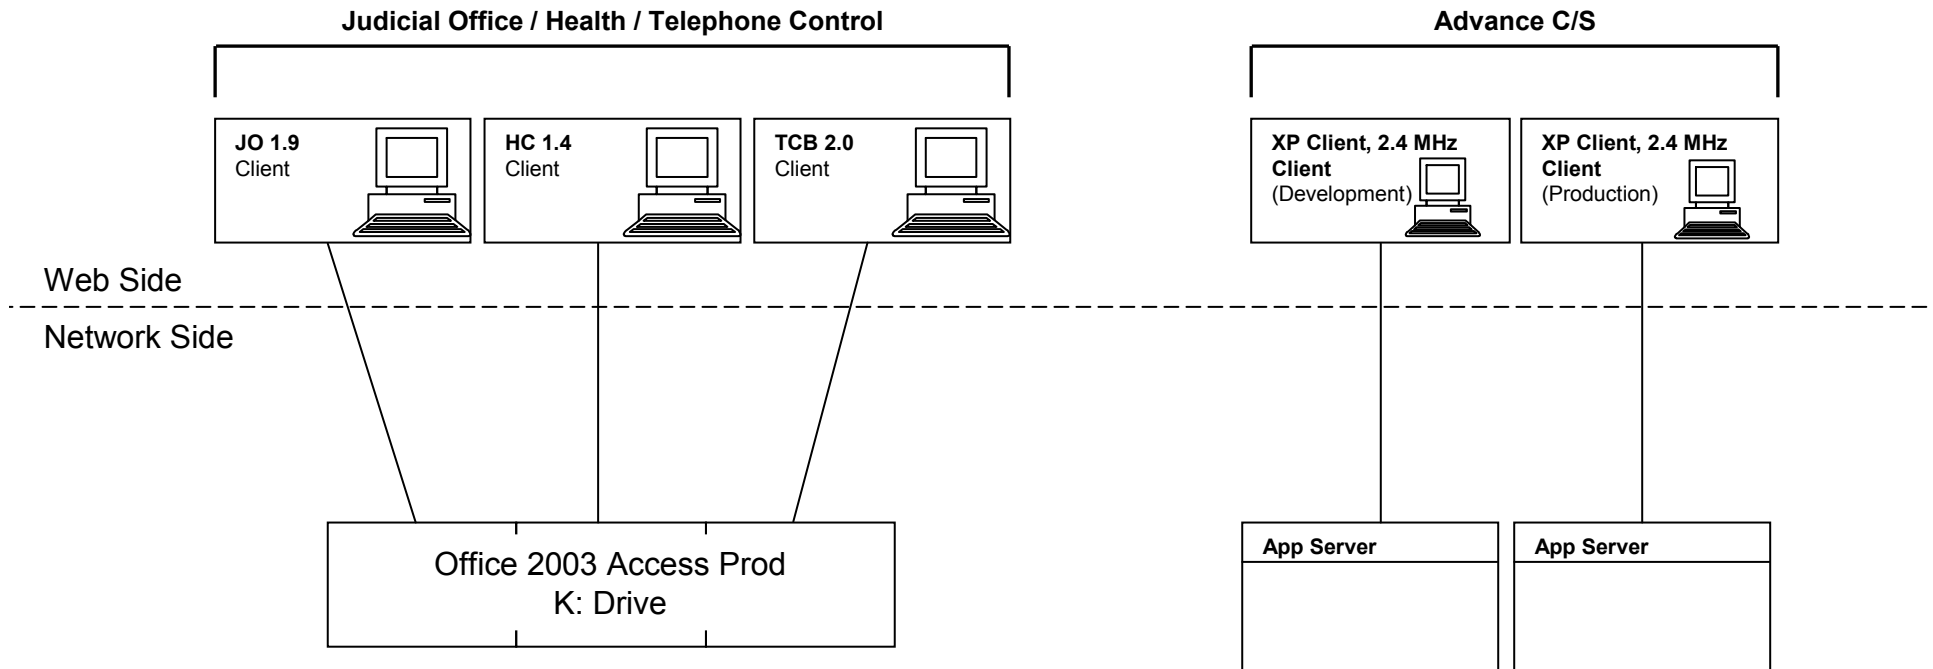 Judicial Office / Health / Telephone Control
Advance C/S
JO 1.9
Client
HC 1.4
Client
TCB 2.0
Client
XP Client, 2.4 MHz
Client
(Development)
XP Client, 2.4 MHz
Client
(Production)
Web Side
Network Side
Office 2003 Access Prod
K: Drive
App Server
App Server